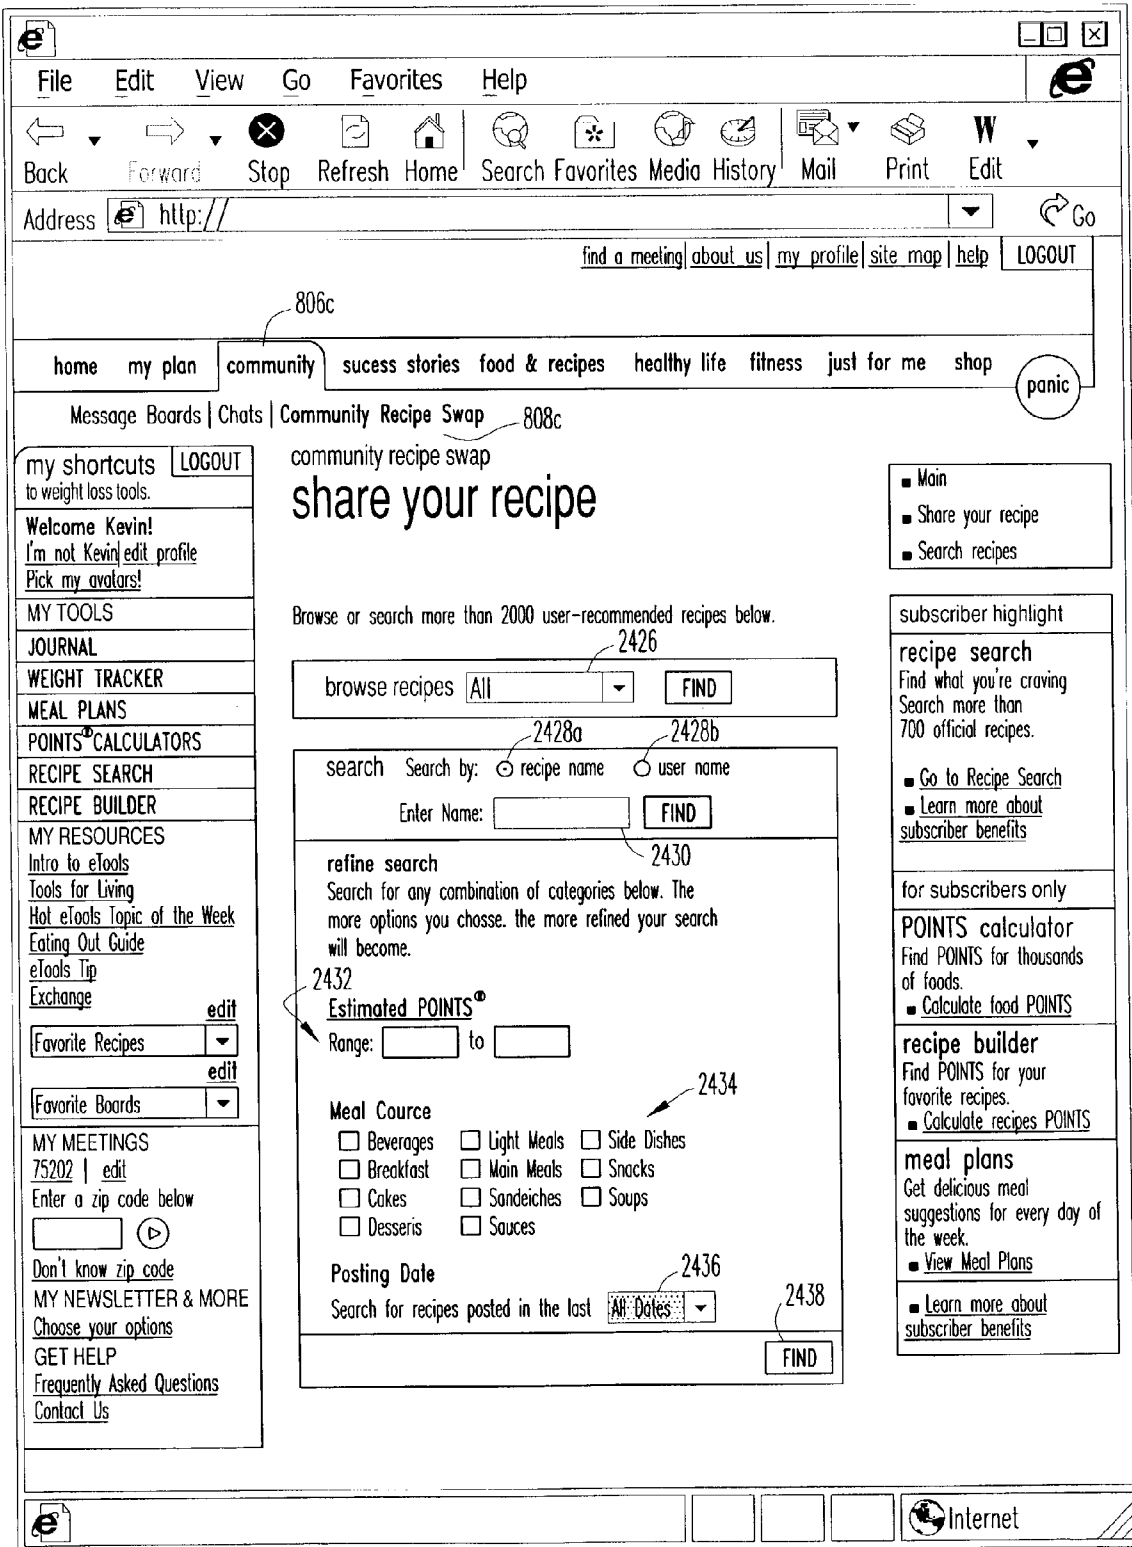 File Edit View Go Favorites Help
Back Forward Stop Refresh Home Search Favorites Media History Mail Print Edit
Address http:// Go
find a meeting| about us| my profile| site map| help LOGOUT
806c
home my plan community sucess stories food & recipes healthy life fitness just for me shop
panic
Message Boards | Chats | Community Recipe Swap
808c
my shortcuts LOGOUT
to weight loss tools.
Welcome Kevin!
I'm not Kevin| edit profile
Pick my avatars!
MY TOOLS
JOURNAL
WEIGHT TRACKER
MEAL PLANS
POINTS® CALCULATORS
RECIPE SEARCH
RECIPE BUILDER
MY RESOURCES
Intro to eTools
Tools for Living
Hot eTools Topic of the Week
Eating Out Guide
eTools Tip
Exchange
edit
Favorite Recipes
edit
Favorite Boards
MY MEETINGS
75202 | edit
Enter a zip code below
Don't know zip code
MY NEWSLETTER & MORE
Choose your options
GET HELP
Frequently Asked Questions
Contact Us
community recipe swap
share your recipe
Browse or search more than 2000 user-recommended recipes below.
2426
browse recipes All FIND
2428a 2428b
search Search by: recipe name user name
Enter Name: FIND
2430
refine search
Search for any combination of categories below. The
more options you chosse. the more refined your search
will become.
2432
Estimated POINTS®
Range: to
2434
Meal Cource
Beverages Light Meals Side Dishes
Breakfast Main Meals Snacks
Cakes Sandeiches Soups
Desseris Sauces
2436
Posting Date
Search for recipes posted in the last All Dates
2438
FIND
Main
Share your recipe
Search recipes
subscriber highlight
recipe search
Find what you're craving
Search more than
700 official recipes.
Go to Recipe Search
Learn more about
subscriber benefits
for subscribers only
POINTS calculator
Find POINTS for thousands
of foods.
Calculate food POINTS
recipe builder
Find POINTS for your
favorite recipes.
Calculate recipes POINTS
meal plans
Get delicious meal
suggestions for every day of
the week.
View Meal Plans
Learn more about
subscriber benefits
Internet